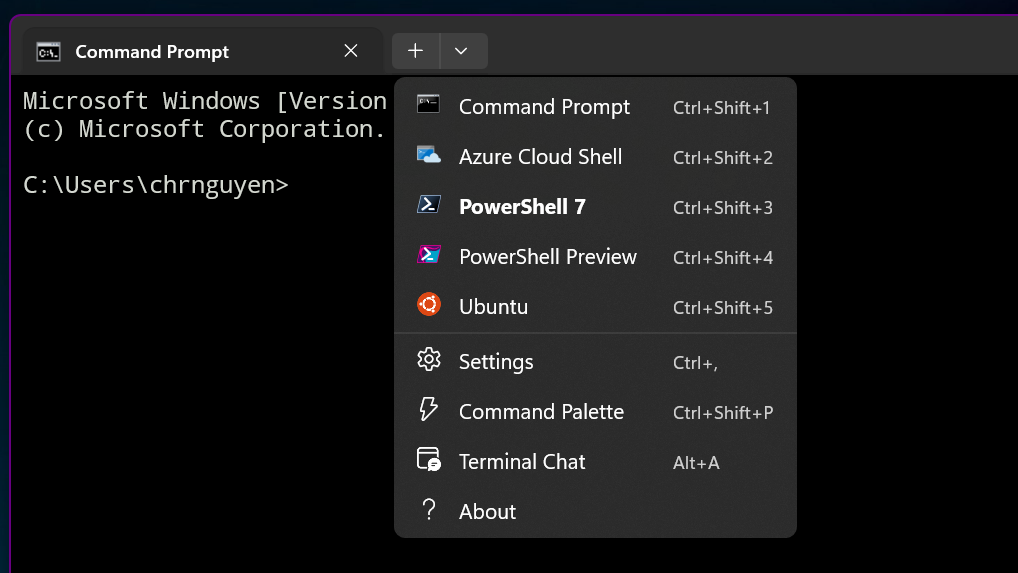 Command Prompt
Microsoft Windows [Version
(c) Microsoft Corporation.
C:\Users\chrnguyen>
Command Prompt Ctrl+Shift+1
Azure Cloud Shell Ctrl+Shift+2
PowerShell 7 Ctrl+Shift+3
PowerShell Preview Ctrl+Shift+4
Ubuntu Ctrl+Shift+5
Settings Ctrl+,
Command Palette Ctrl+Shift+P
Terminal Chat Alt+A
About